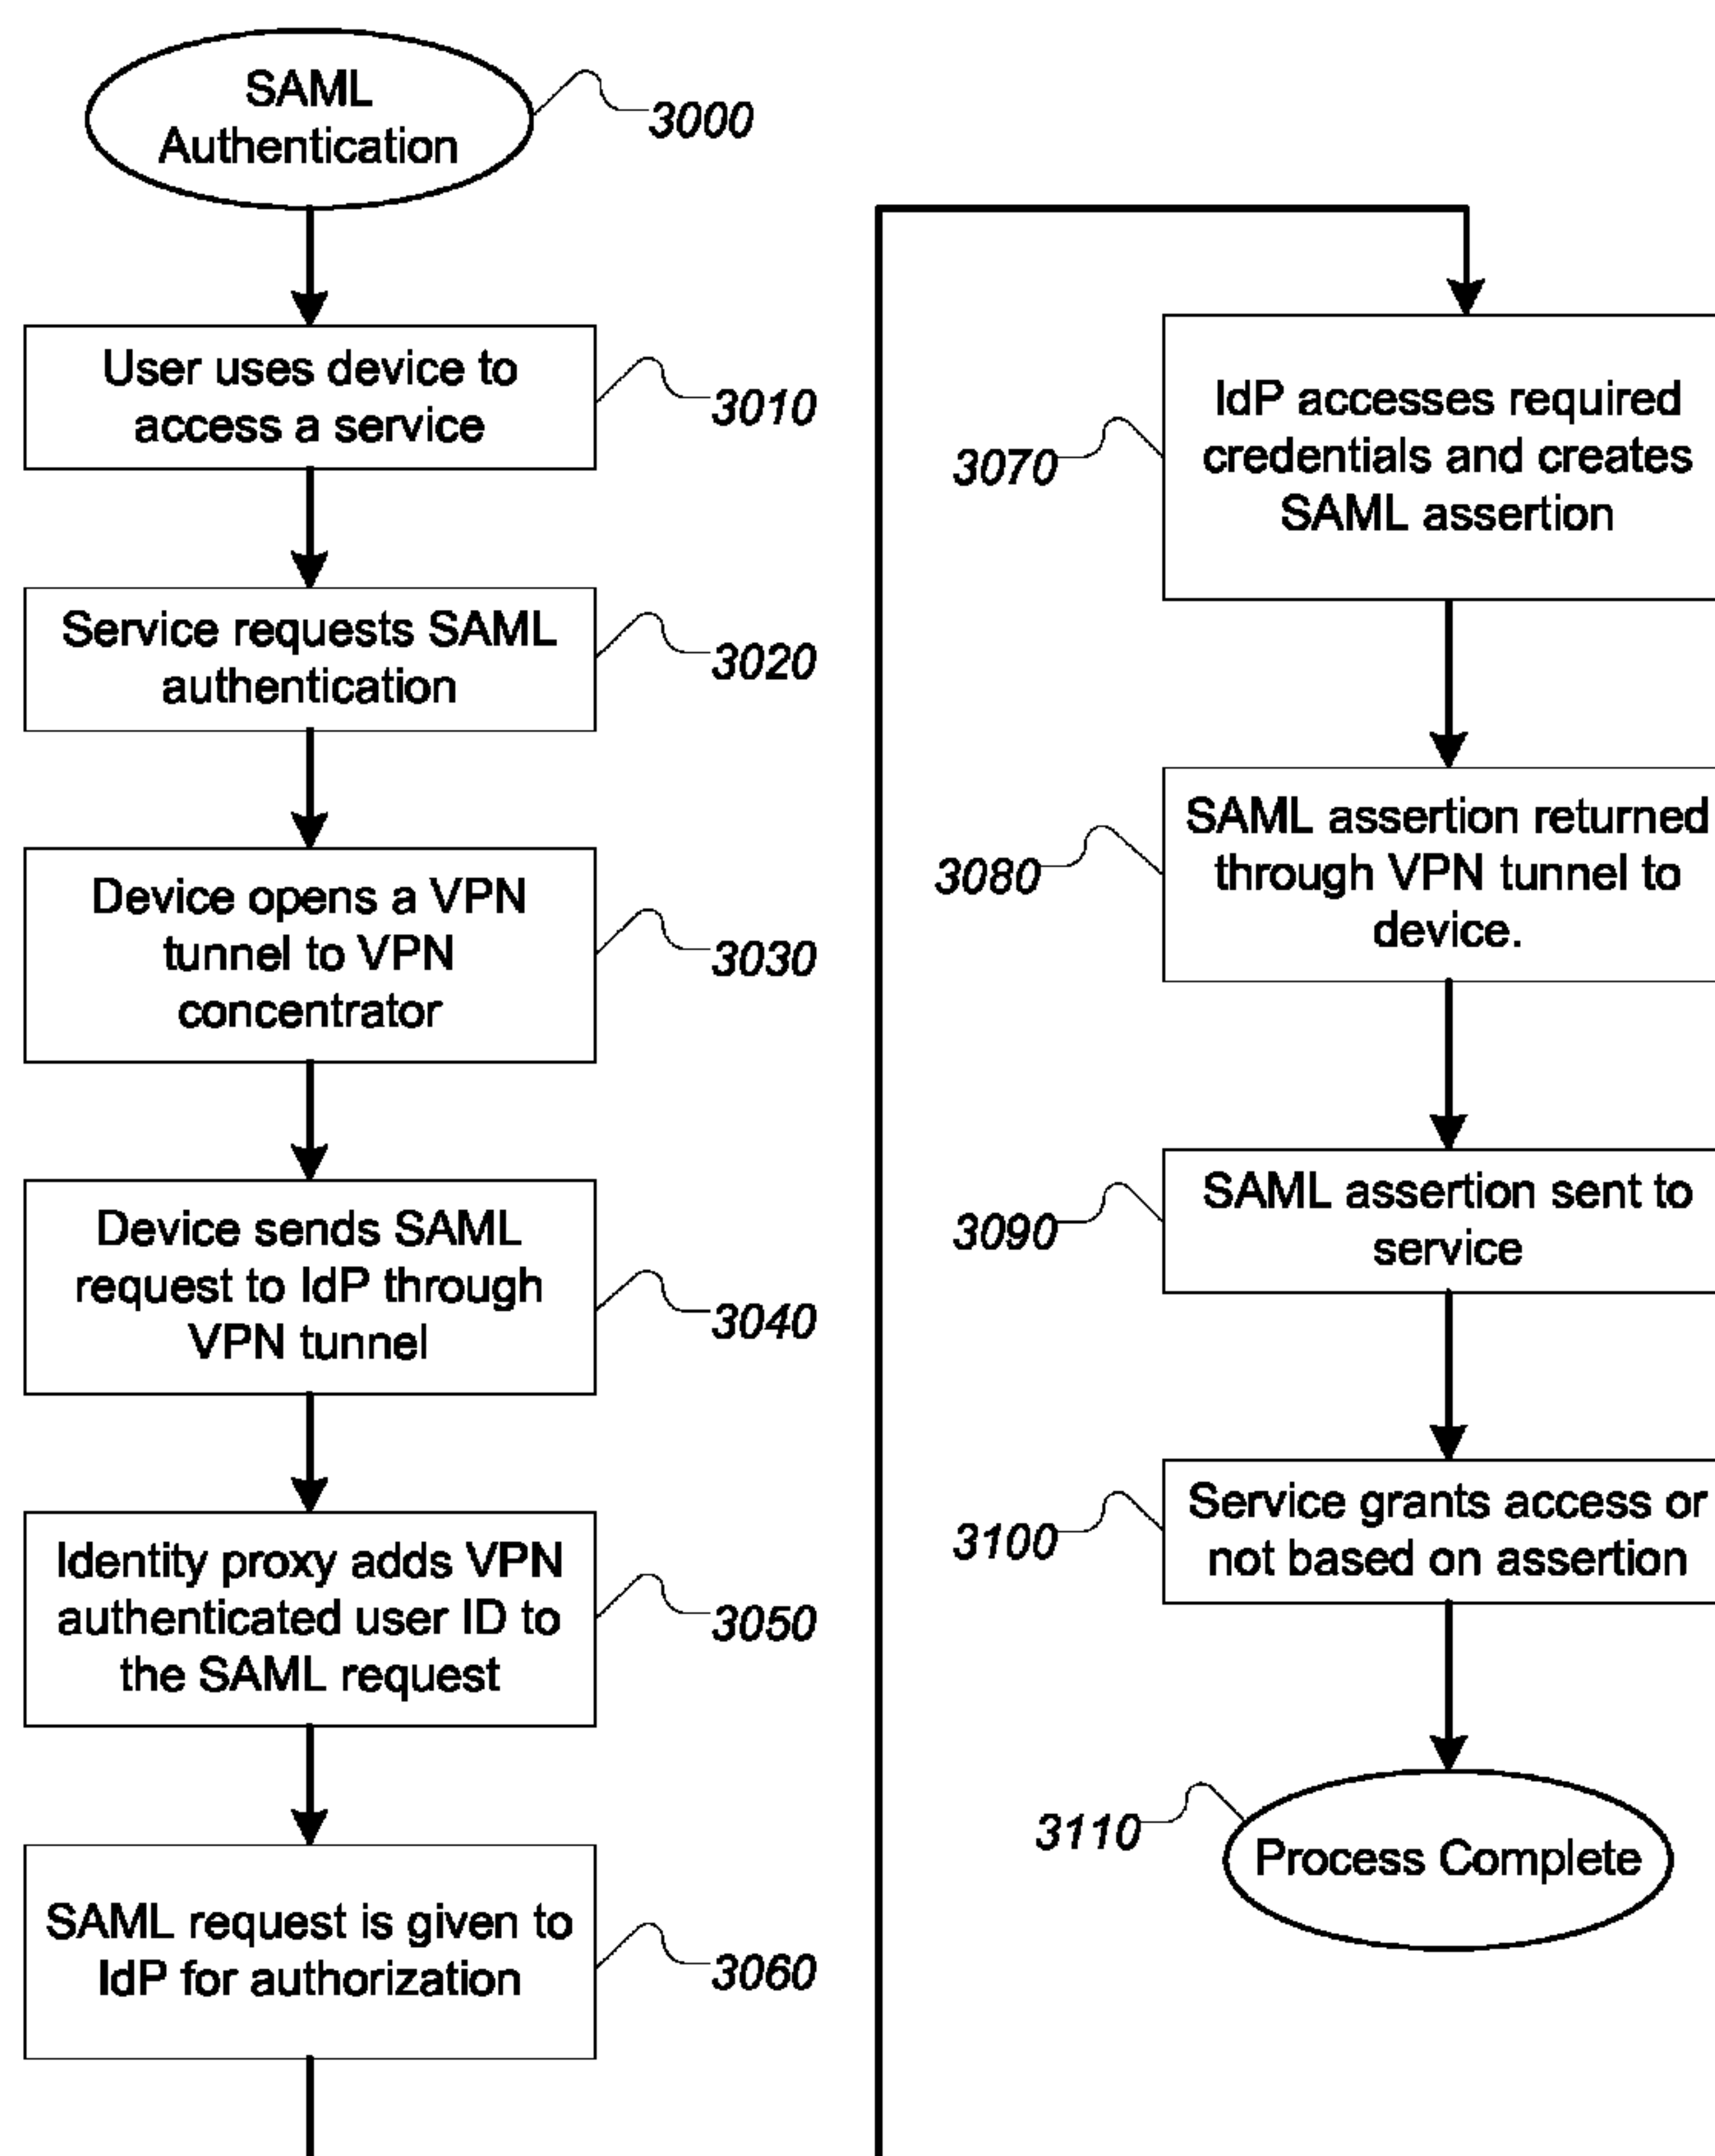 SAML
Authentication
3000
User uses device to
access a service
3010
Service requests SAML
authentication
3020
Device opens a VPN
tunnel to VPN
concentrator
3030
Device sends SAML
request to IdP through
VPN tunnel
3040
Identity proxy adds VPN
authenticated user ID to
the SAML request
3050
SAML request is given to
IdP for authorization
3060
IdP accesses required
credentials and creates
SAML assertion
3070
SAML assertion returned
through VPN tunnel to
device.
3080
SAML assertion sent to
service
3090
Service grants access or
not based on assertion
3100
Process Complete
3110